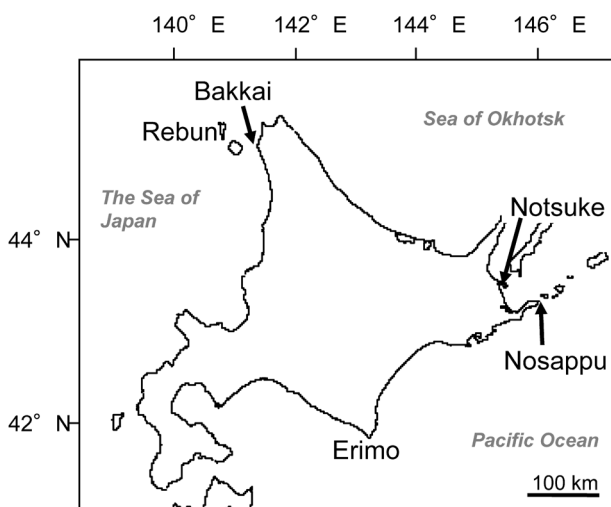 140° E 142° E 144° E 146° E
Bakkai
Rebun
Sea of Okhotsk
The Sea of
Japan
Notsuke
44° N
Nosappu
42° N
Erimo
Pacific Ocean
100 km